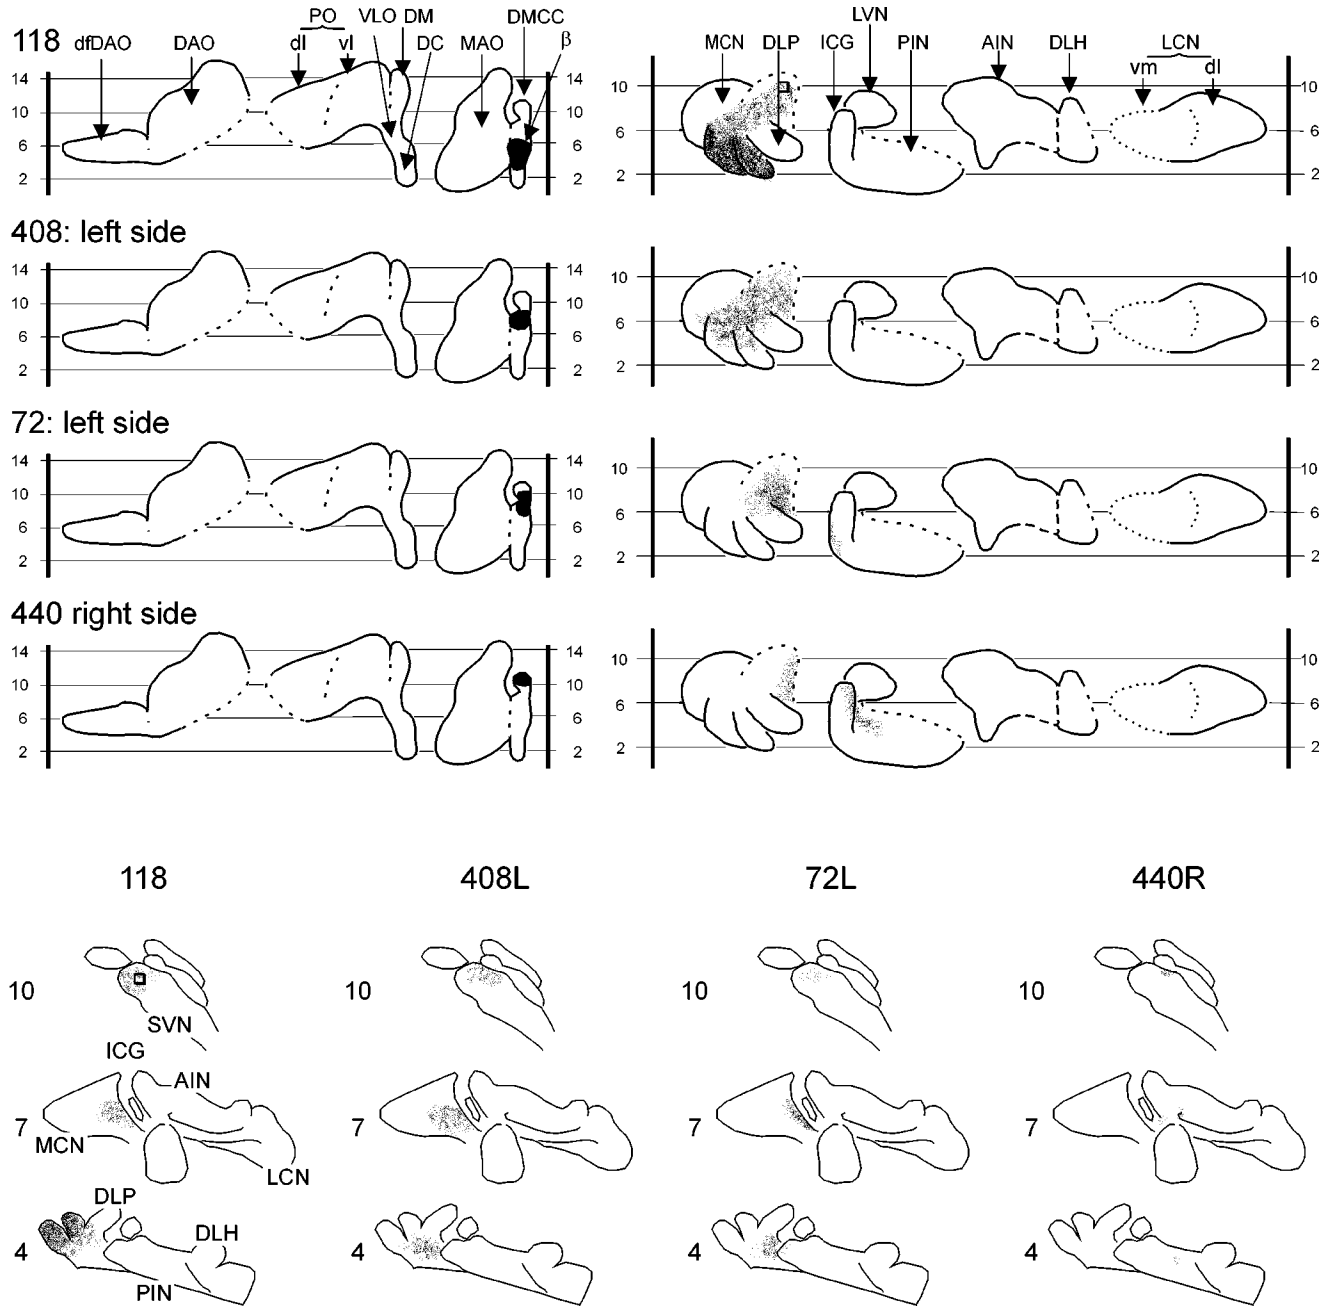 PO VLO DM DMCC
118 dfDAO DAO dl vl DC MAO β
14 14
10 10
6 6
2 2
LVN
MCN DLP ICG PIN AIN DLH LCN
vm dl
10 10
6 6
2 2
408: left side
14 14
10 10
6 6
2 2
10 10
6 6
2 2
72: left side
14 14
10 10
6 6
2 2
10 10
6 6
2 2
440 right side
14 14
10 10
6 6
2 2
10 10
6 6
2 2
118 408L 72L 440R
10 10 10 10
SVN
ICG
AIN
7 7 7 7
MCN
LCN
DLP
DLH
4 4 4 4
PIN